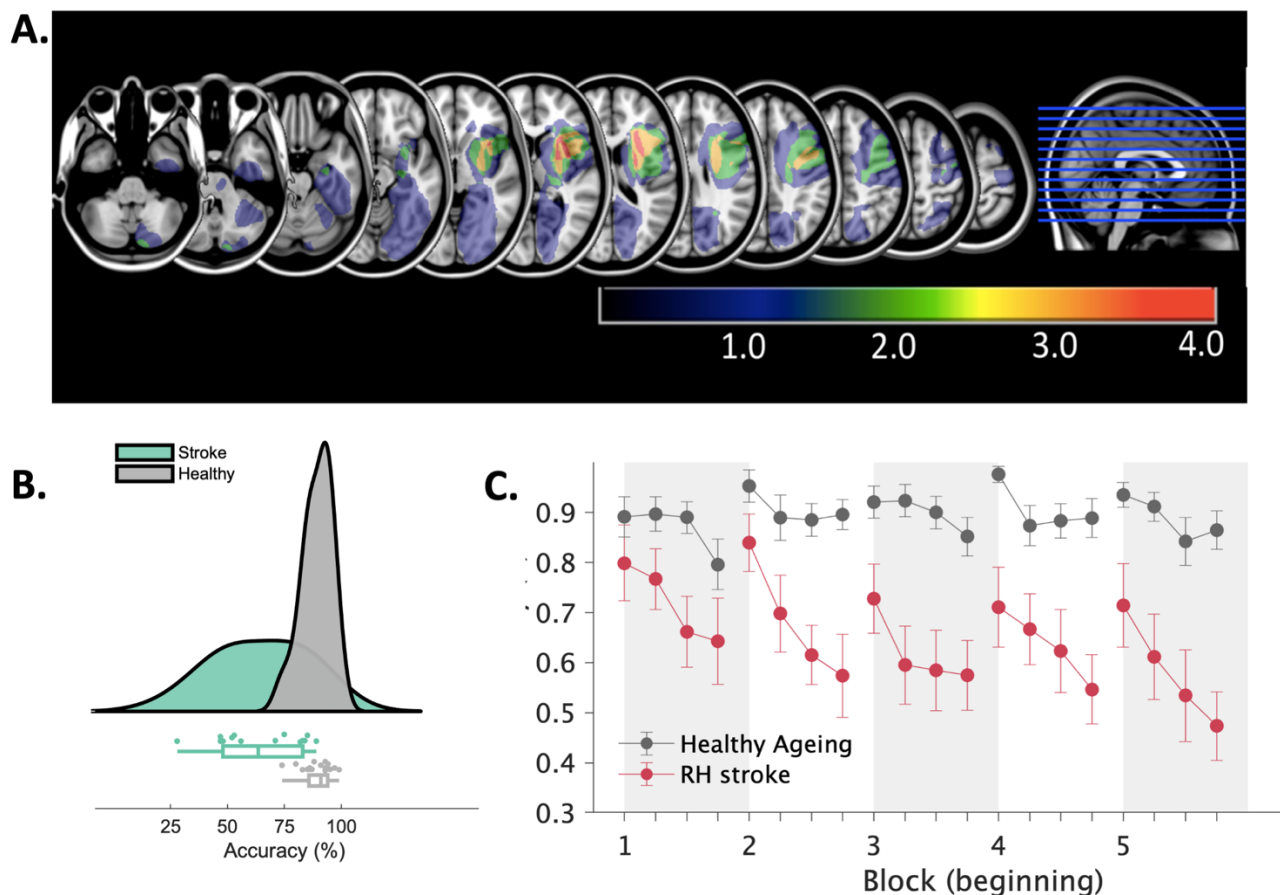 A.
1.0 2.0 3.0 4.0
B.
Stroke
Healthy
25 50 75 100
Accuracy (%)
C.
0.9
0.8
0.7
0.6
0.5
0.4
0.3
Healthy Ageing
RH stroke
1 2 3 4 5
Block (beginning)